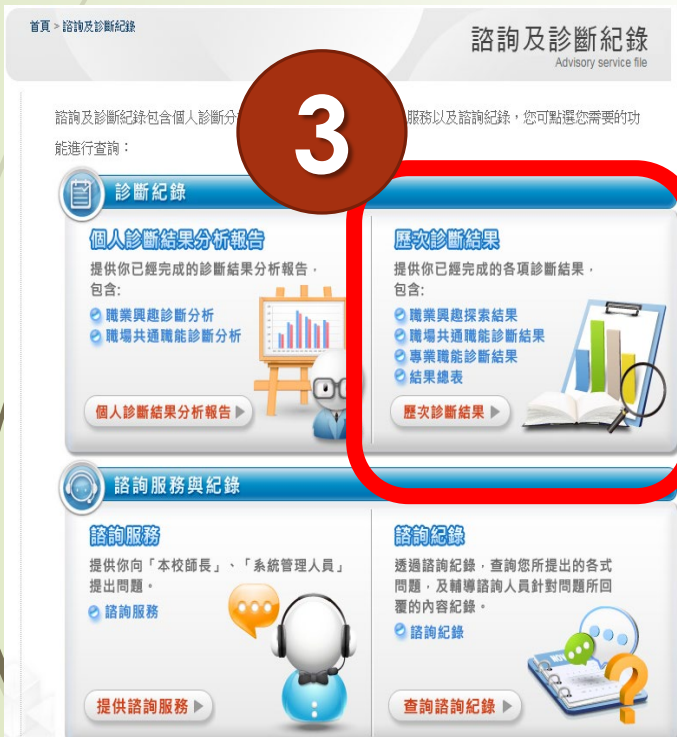 首頁 > 諮詢及診斷紀錄
諮詢及診斷紀錄
Advisory service file
3
諮詢及診斷紀錄包含個人診斷分
服務以及諮詢紀錄，您可點選您需要的功
能進行查詢：
診斷紀錄
個人診斷結果分析報告
提供你已經完成的診斷結果分析報告，
包含:
職業興趣診斷分析
職場共通職能診斷分析
個人診斷結果分析報告
歷次診斷結果
提供你已經完成的各項診斷結果，
包含:
職業興趣探索結果
職場共通職能診斷結果
專業職能診斷結果
結果總表
歷次診斷結果
諮詢服務與紀錄
諮詢服務
提供你向「本校師長」、「系統管理人員」
提出問題。
諮詢服務
提供諮詢服務
諮詢紀錄
透過諮詢紀錄，查詢您所提出的各式
問題，及輔導諮詢人員針對問題所回
覆的內容紀錄。
諮詢紀錄
查詢諮詢紀錄